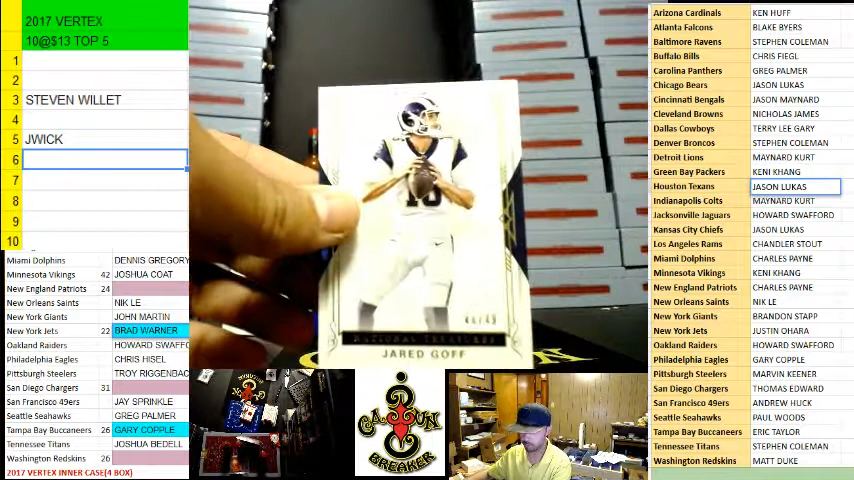 2017 VERTEX
10@$13 TOP 5
1
2
3 STEVEN WILLET
4
5 JWICK
6
7
8
9
10
Miami Dolphins DENNIS GREGORY
Minnesota Vikings 42 JOSHUA COAT
New England Patriots 24
New Orleans Saints NIK LE
New York Giants JOHN MARTIN
New York Jets 22 BRAD WARNER
Oakland Raiders HOWARD SWAFFO
Philadelphia Eagles CHRIS HISEL
Pittsburgh Steelers TROY RIGGENBAC
San Diego Chargers 31
San Francisco 49ers JAY SPRINKLE
Seattle Seahawks GREG PALMER
Tampa Bay Buccaneers 26 GARY COPPLE
Tennessee Titans JOSHUA BEDELL
Washington Redskins 26
2017 VERTEX INNER CASE(4 BOX)
NATIONAL TREASURES
JARED GOFF
CAJUN
BREAKER
Arizona Cardinals KEN HUFF
Atlanta Falcons BLAKE BYERS
Baltimore Ravens STEPHEN COLEMAN
Buffalo Bills CHRIS FIEGL
Carolina Panthers GREG PALMER
Chicago Bears JASON LUKAS
Cincinnati Bengals JASON MAYNARD
Cleveland Browns NICHOLAS JAMES
Dallas Cowboys TERRY LEE GARY
Denver Broncos STEPHEN COLEMAN
Detroit Lions MAYNARD KURT
Green Bay Packers KENI KHANG
Houston Texans JASON LUKAS
Indianapolis Colts MAYNARD KURT
Jacksonville Jaguars HOWARD SWAFFORD
Kansas City Chiefs JASON LUKAS
Los Angeles Rams CHANDLER STOUT
Miami Dolphins CHARLES PAYNE
Minnesota Vikings KENI KHANG
New England Patriots CHARLES PAYNE
New Orleans Saints NIK LE
New York Giants BRANDON STAPP
New York Jets JUSTIN OHARA
Oakland Raiders HOWARD SWAFFORD
Philadelphia Eagles GARY COPPLE
Pittsburgh Steelers MARVIN KEENER
San Diego Chargers THOMAS EDWARD
San Francisco 49ers ANDREW HUCK
Seattle Seahawks PAUL WOODS
Tampa Bay Buccaneers ERIC TAYLOR
Tennessee Titans STEPHEN COLEMAN
Washington Redskins MATT DUKE